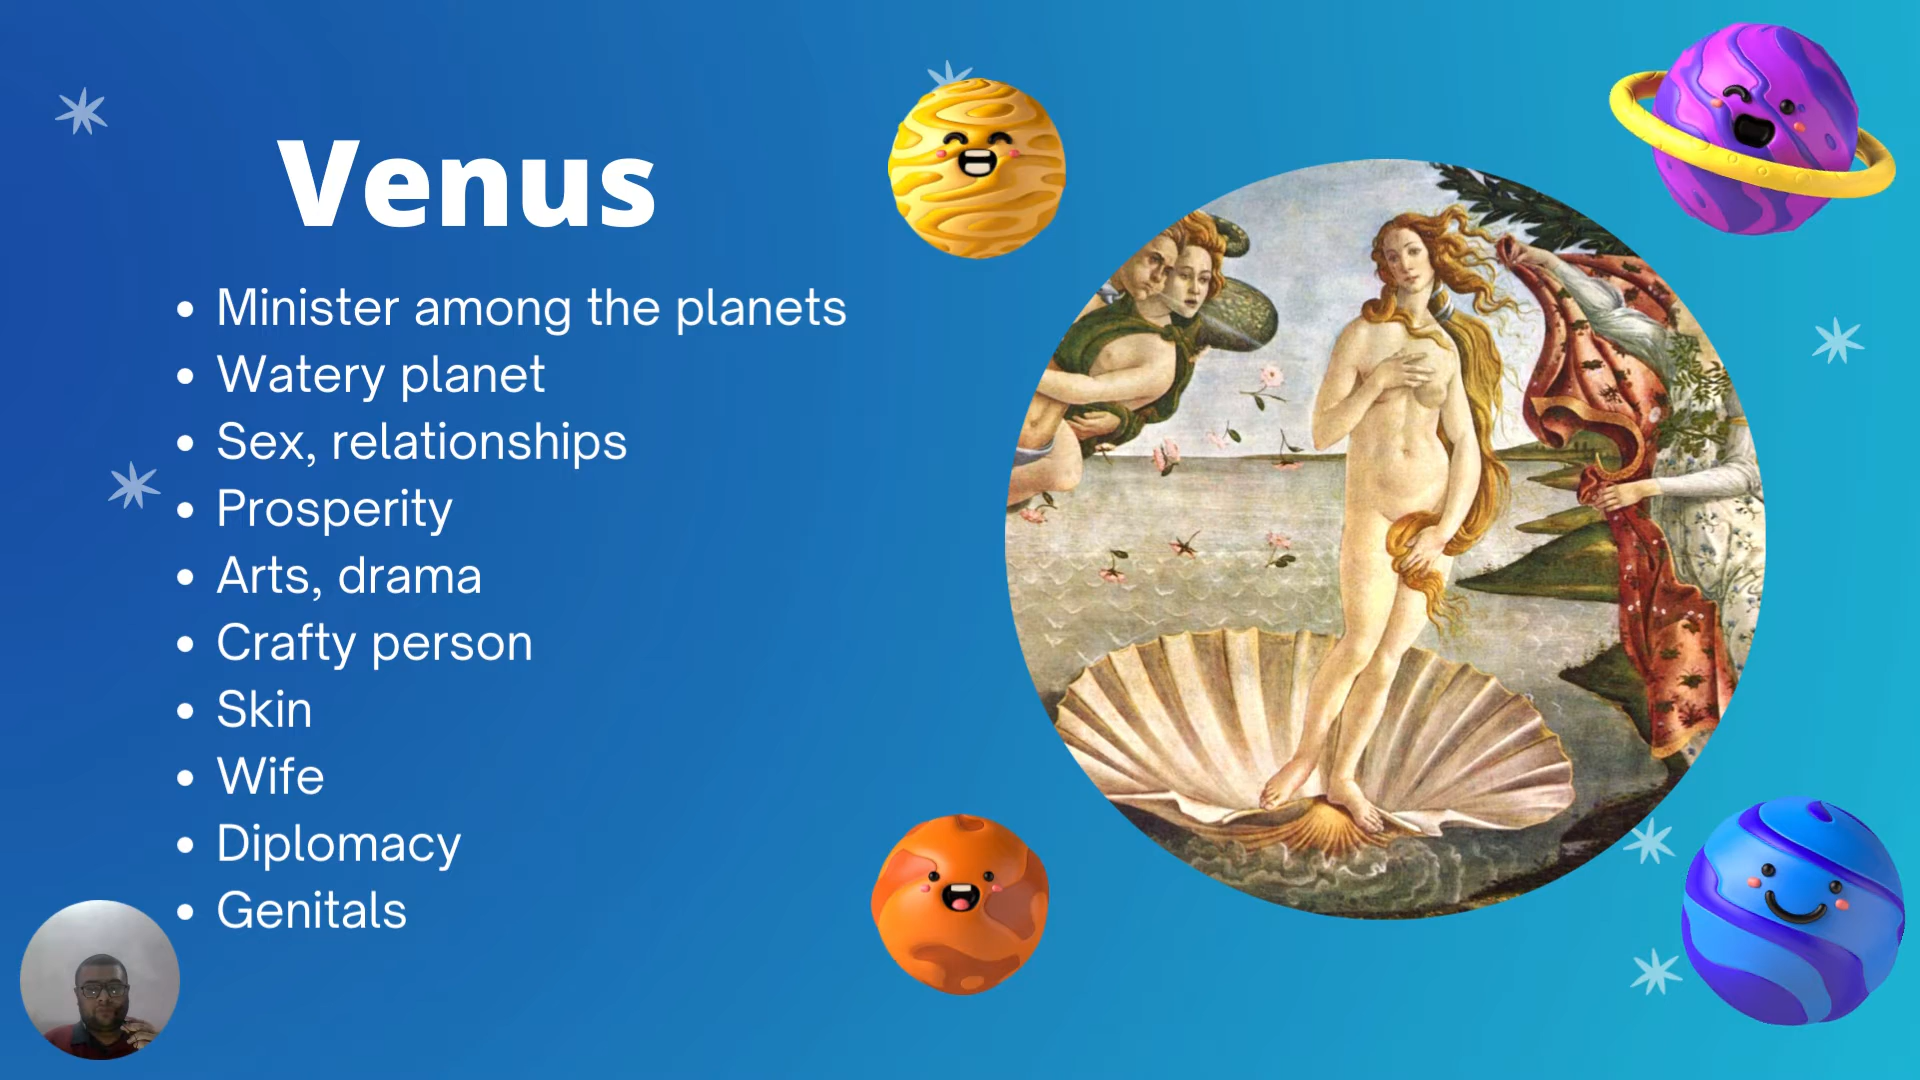 Venus
Minister among the planets
Watery planet
Sex, relationships
Prosperity
Arts, drama
Crafty person
Skin
Wife
Diplomacy
Genitals